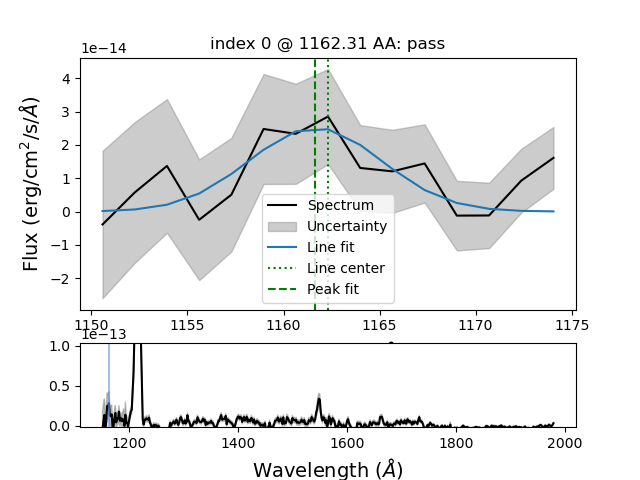 index 0 @ 1162.31 AA: pass
1e−14
4
3
2
1
0
−1
−2
Flux (erg/cm²/s/Å)
Spectrum
Uncertainty
Line fit
Line center
Peak fit
1150 1155 1160 1165 1170 1175
1e−13
1.0
0.5
0.0
1200 1400 1600 1800 2000
Wavelength (Å)